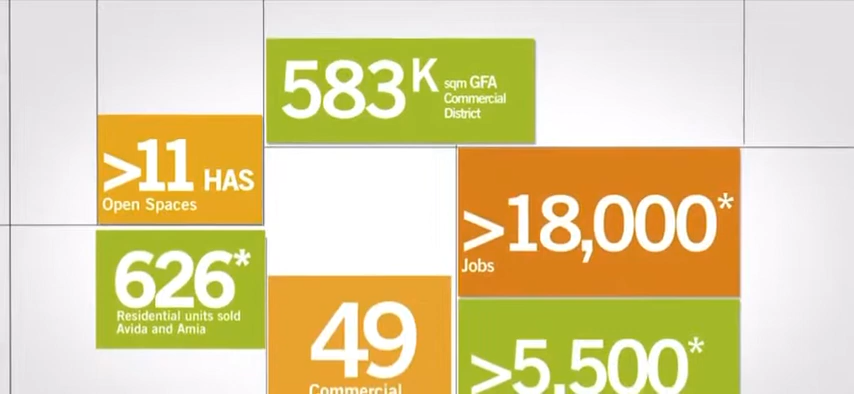 583K sqm GFA
Commercial
District
>11 HAS
Open Spaces
>18,000*
Jobs
626*
Residential units sold
Avida and Amia
49
Commercial
>5,500*